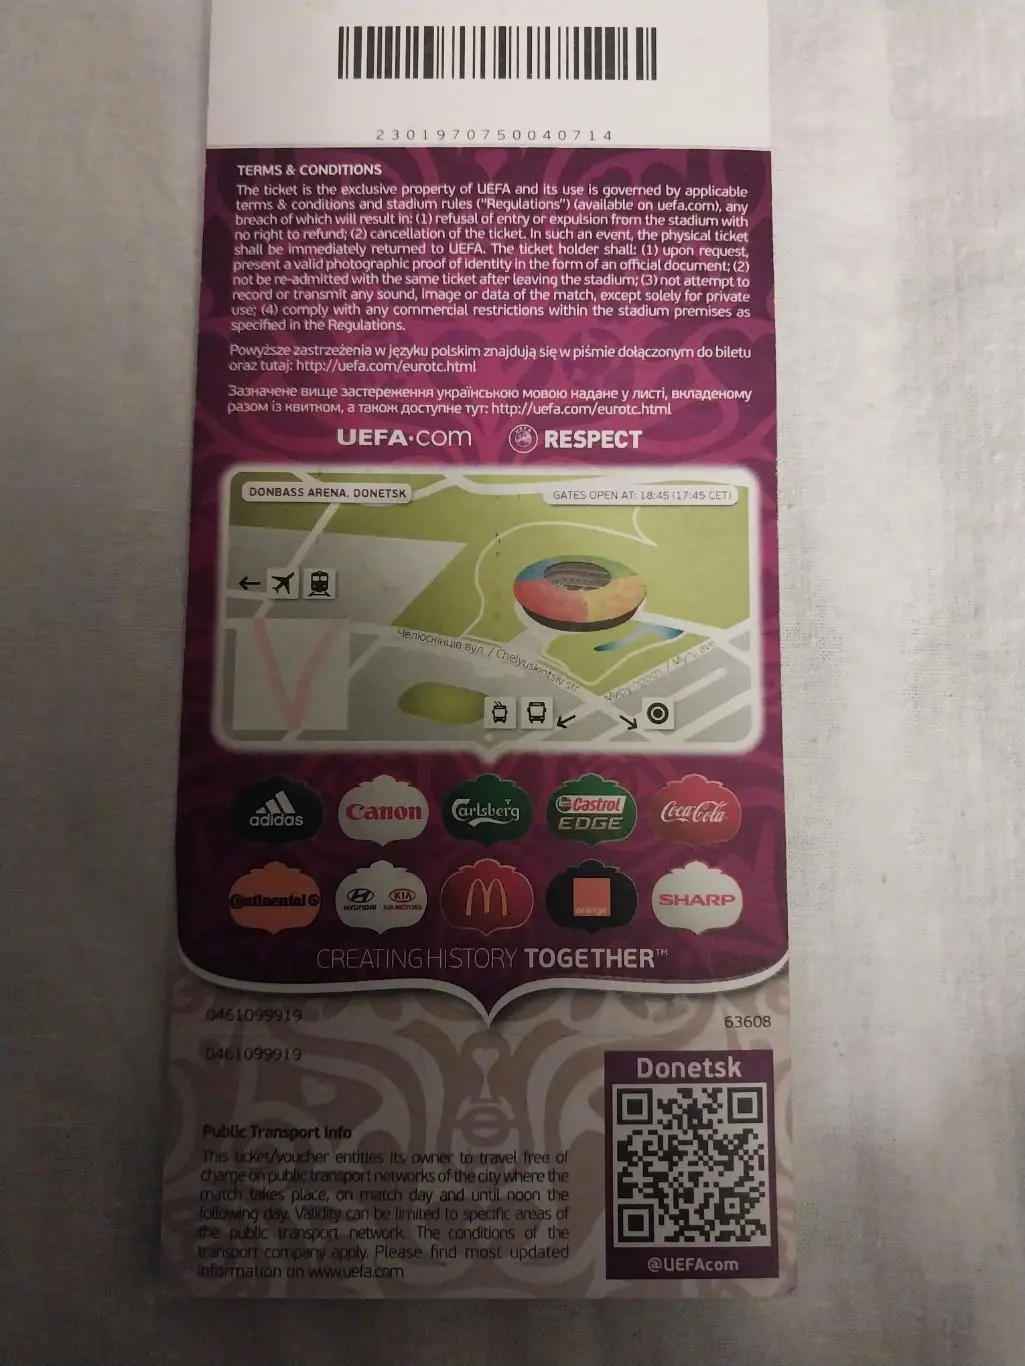 2301970750040714
TERMS & CONDITIONS
The ticket is the exclusive property of UEFA and its use is governed by applicable
terms & conditions and stadium rules ("Regulations") (available on uefa.com), any
breach of which will result in: (1) refusal of entry or expulsion from the stadium with
no right to refund; (2) cancellation of the ticket. In such an event, the physical ticket
shall be immediately returned to UEFA. The ticket holder shall: (1) upon request,
present a valid photographic proof of identity in the form of an official document; (2)
not be re-admitted with the same ticket after leaving the stadium; (3) not attempt to
record or transmit any sound, image or data of the match, except solely for private
use; (4) comply with any commercial restrictions within the stadium premises as
specified in the Regulations.
Powyższe zastrzeżenia w języku polskim znajdują się w piśmie dołączonym do biletu
oraz tutaj: http://uefa.com/eurotc.html
Зазначене вище застереження українською мовою надане у листі, вкладеному
разом із квитком, а також доступне тут: http://uefa.com/eurotc.html
UEFA.com RESPECT
DONBASS ARENA, DONETSK GATES OPEN AT: 18:45 (17:45 CET)
Челюскінців вул. / Chelyuskintsiv str
adidas Canon Carlsberg Castrol EDGE Coca-Cola
Continental HYUNDAI KIA KIA MOTORS orange SHARP
CREATING HISTORY TOGETHER™
0461099919 63608
0461099919
Donetsk
Public Transport Info
This ticket/voucher entitles its owner to travel free of
charge on public transport networks of the city where the
match takes place, on match day and until noon the
following day. Validity can be limited to specific areas of
the public transport network. The conditions of the
transport company apply. Please find most updated
information on www.uefa.com
@UEFAcom